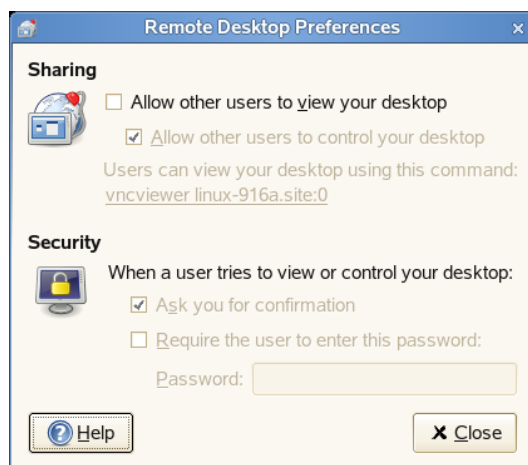 Remote Desktop Preferences
Sharing
Allow other users to view your desktop
Allow other users to control your desktop
Users can view your desktop using this command:
vncviewer linux-916a.site:0
Security
When a user tries to view or control your desktop:
Ask you for confirmation
Require the user to enter this password:
Password:
Help
Close